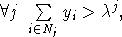 ∀j ∑_{i∈N_j} y_i > λ^j,